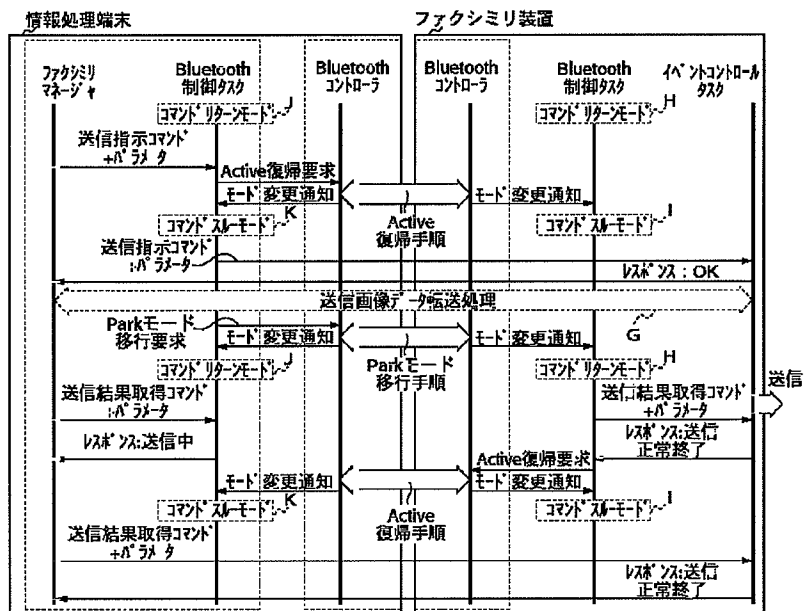 情報処理端末
ファクシミリ装置
ファクシミリ
マネージャ
Bluetooth
制御タスク
Bluetooth
コントローラ
Bluetooth
コントローラ
Bluetooth
制御タスク
イベントコントロール
タスク
コマンドリターンモード J
コマンドリターンモード H
送信指示コマンド
+パラメータ
Active復帰要求
モード変更通知
モード変更通知
Active
復帰手順
コマンドスルーモード K
コマンドスルーモード I
送信指示コマンド
+パラメータ
レスポンス:OK
送信画像データ転送処理
G
Parkモード
移行要求
モード変更通知
モード変更通知
Parkモード
移行手順
コマンドリターンモード J
コマンドリターンモード H
送信
送信結果取得コマンド
+パラメータ
送信結果取得コマンド
+パラメータ
レスポンス:送信中
レスポンス:送信
正常終了
Active復帰要求
モード変更通知
モード変更通知
コマンドスルーモード K
コマンドスルーモード I
Active
復帰手順
送信結果取得コマンド
+パラメータ
レスポンス:送信
正常終了